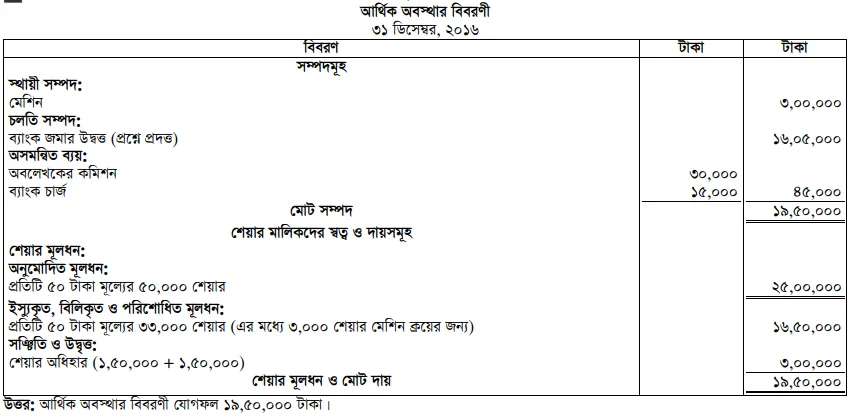 আর্থিক অবস্থার বিবরণী
৩১ ডিসেম্বর, ২০১৬
বিবরণ টাকা টাকা
সম্পদমূহ
স্থায়ী সম্পদ:
মেশিন ৩,০০,০০০
চলতি সম্পদ:
ব্যাংক জমার উদ্বত্ত (প্রশ্নে প্রদত্ত) ১৬,০৫,০০০
অসমন্বিত ব্যয়:
অবলেখকের কমিশন ৩০,০০০
ব্যাংক চার্জ ১৫,০০০ ৪৫,০০০
মোট সম্পদ ১৯,৫০,০০০
শেয়ার মালিকদের স্বত্ব ও দায়সমূহ
শেয়ার মূলধন:
অনুমোদিত মূলধন:
প্রতিটি ৫০ টাকা মূল্যের ৫০,০০০ শেয়ার ২৫,০০,০০০
ইস্যুকৃত, বিলিকৃত ও পরিশোধিত মূলধন:
প্রতিটি ৫০ টাকা মূল্যের ৩৩,০০০ শেয়ার (এর মধ্যে ৩,০০০ শেয়ার মেশিন ক্রয়ের জন্য) ১৬,৫০,০০০
সঞ্চিতি ও উদ্বৃত্ত:
শেয়ার অধিহার (১,৫০,০০০ + ১,৫০,০০০) ৩,০০,০০০
শেয়ার মূলধন ও মোট দায় ১৯,৫০,০০০
উত্তর: আর্থিক অবস্থার বিবরণী যোগফল ১৯,৫০,০০০ টাকা।